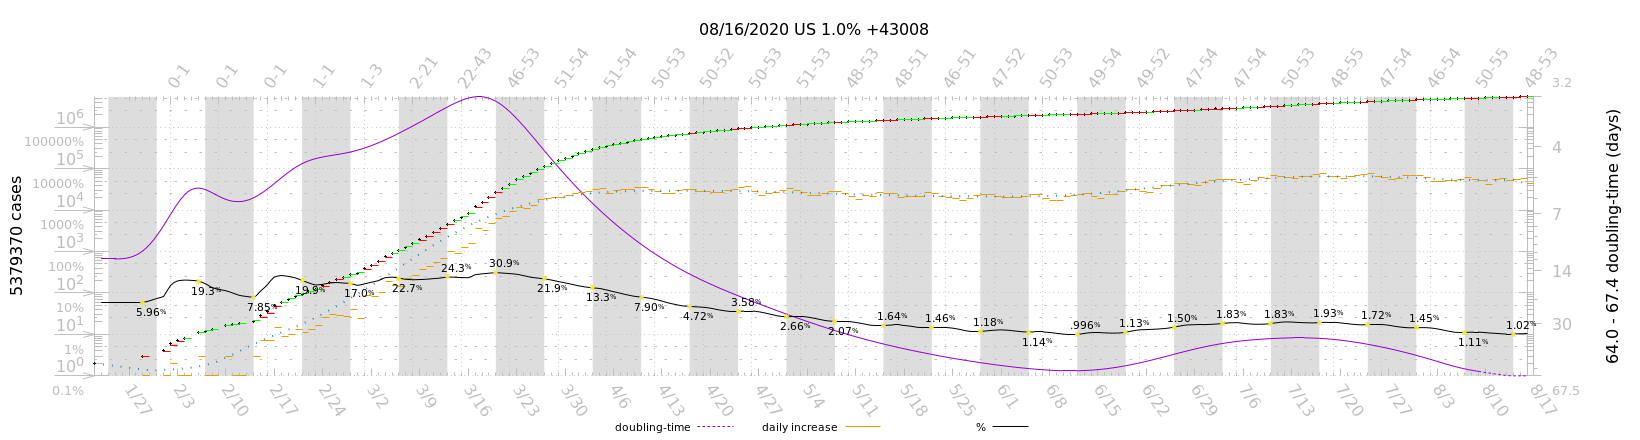 08/16/2020 US 1.0% +43008
0-1 0-1 0-1 1-1 1-3 2-21 22-43 46-53 51-54 51-54 50-53 50-52 50-53 51-53 48-53 48-51 46-51 47-52 50-53 49-54 49-52 47-54 47-54 50-53 48-55 47-54 46-54 50-55 48-53
5379370 cases
10⁶
100000%
10⁵
10000%
10⁴
1000%
10³
100%
10²
10%
10¹
1%
10⁰
0.1%
5.96% 19.3% 7.85% 19.9% 17.0% 22.7% 24.3% 30.9% 21.9% 13.3% 7.90% 4.72% 3.58% 2.66% 2.07% 1.64% 1.46% 1.18% 1.14% .996% 1.13% 1.50% 1.83% 1.83% 1.93% 1.72% 1.45% 1.11% 1.02%
3.2
4
7
14
30
67.5
64.0 - 67.4 doubling-time (days)
1/27 2/3 2/10 2/17 2/24 3/2 3/9 3/16 3/23 3/30 4/6 4/13 4/20 4/27 5/4 5/11 5/18 5/25 6/1 6/8 6/15 6/22 6/29 7/6 7/13 7/20 7/27 8/3 8/10 8/17
doubling-time daily increase %